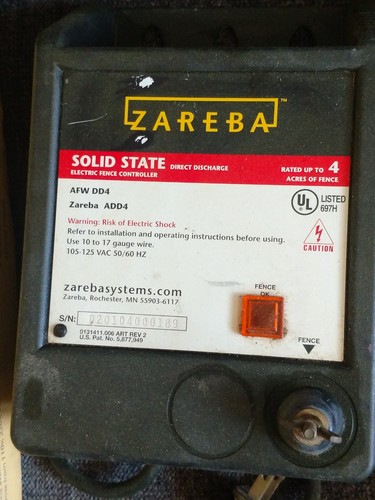 ZAREBA™
SOLID STATE DIRECT DISCHARGE
ELECTRIC FENCE CONTROLLER
RATED UP TO 4
ACRES OF FENCE
AFW DD4
Zareba ADD4
UL LISTED
697H
Warning: Risk of Electric Shock
Refer to installation and operating instructions before using.
Use 10 to 17 gauge wire.
105-125 VAC 50/60 HZ
CAUTION
zarebasystems.com
Zareba, Rochester, MN 55903-6117
FENCE
OK
S/N: 020104000189
FENCE
0131411.006 ART REV 2
U.S. Pat. No. 5,877,949